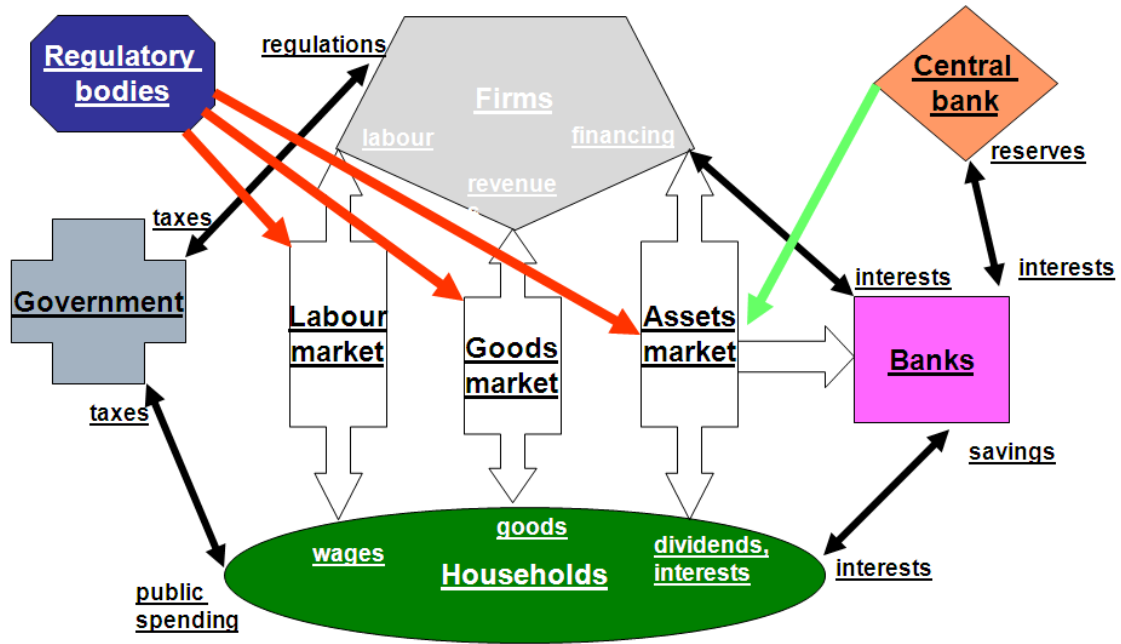 Regulatory
bodies
regulations
Firms
labour
financing
revenue
s
Central
bank
reserves
taxes
interests
interests
Government
Labour
market
Goods
market
Assets
market
Banks
taxes
savings
goods
wages
dividends,
interests
Households
interests
public
spending